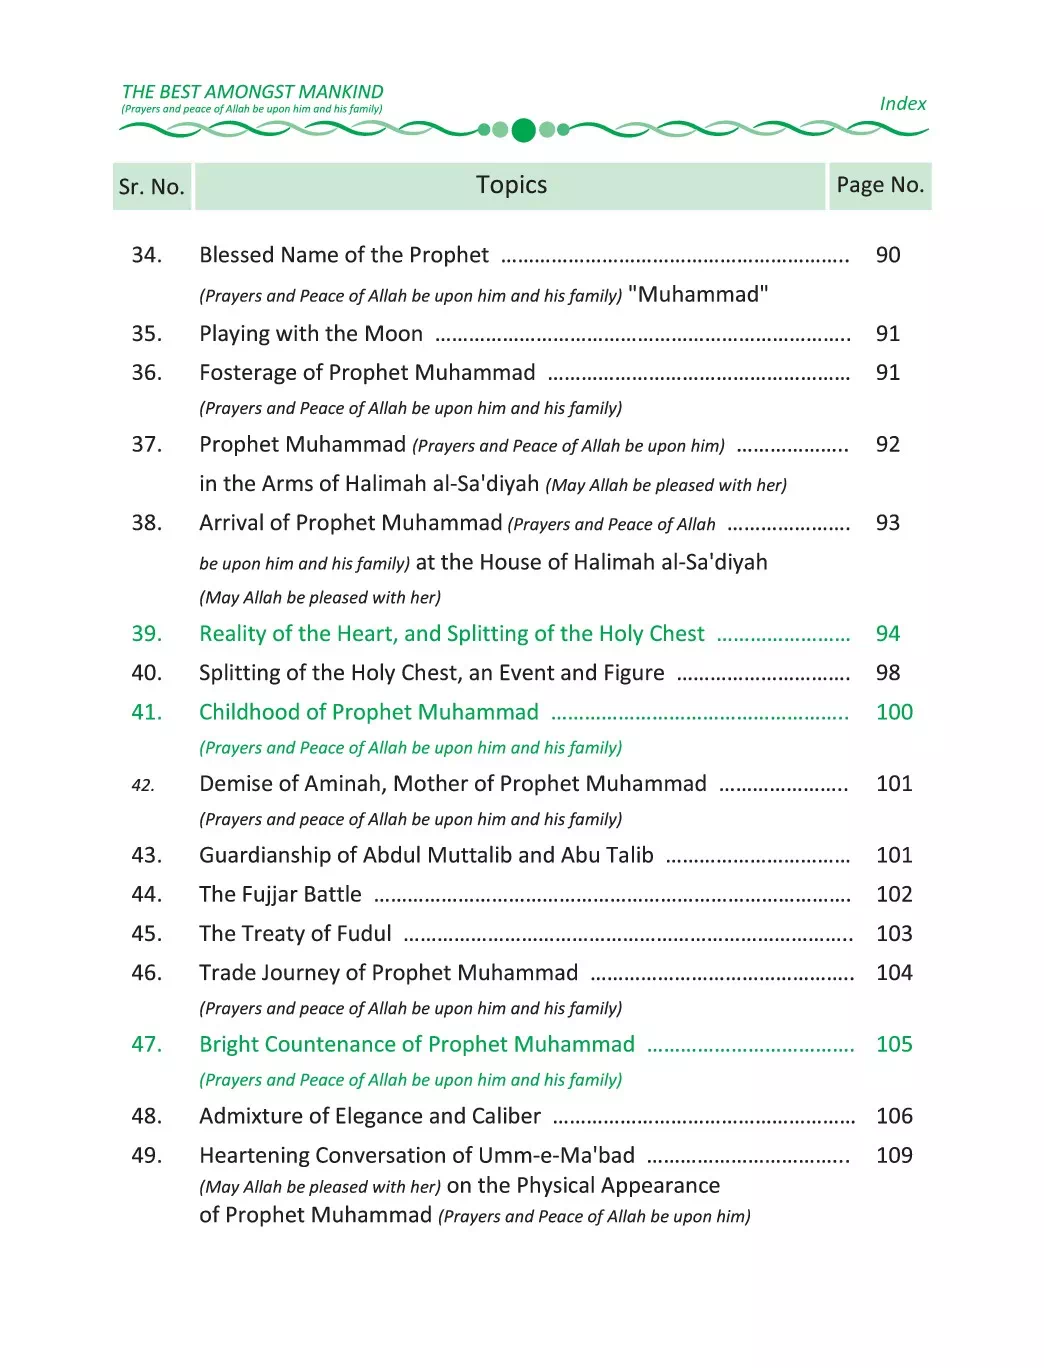 THE BEST AMONGST MANKIND
(Prayers and peace of Allah be upon him and his family)
Index
Sr. No. Topics Page No.
34. Blessed Name of the Prophet ............................................................ 90
(Prayers and Peace of Allah be upon him and his family) "Muhammad"
35. Playing with the Moon ........................................................................ 91
36. Fosterage of Prophet Muhammad .................................................... 91
(Prayers and Peace of Allah be upon him and his family)
37. Prophet Muhammad (Prayers and Peace of Allah be upon him) ................... 92
in the Arms of Halimah al-Sa'diyah (May Allah be pleased with her)
38. Arrival of Prophet Muhammad (Prayers and Peace of Allah ..................... 93
be upon him and his family) at the House of Halimah al-Sa'diyah
(May Allah be pleased with her)
39. Reality of the Heart, and Splitting of the Holy Chest ........................ 94
40. Splitting of the Holy Chest, an Event and Figure .............................. 98
41. Childhood of Prophet Muhammad .................................................... 100
(Prayers and Peace of Allah be upon him and his family)
42. Demise of Aminah, Mother of Prophet Muhammad ...................... 101
(Prayers and peace of Allah be upon him and his family)
43. Guardianship of Abdul Muttalib and Abu Talib ................................ 101
44. The Fujjar Battle .................................................................................. 102
45. The Treaty of Fudul .............................................................................. 103
46. Trade Journey of Prophet Muhammad .............................................. 104
(Prayers and peace of Allah be upon him and his family)
47. Bright Countenance of Prophet Muhammad .................................... 105
(Prayers and Peace of Allah be upon him and his family)
48. Admixture of Elegance and Caliber .................................................... 106
49. Heartening Conversation of Umm-e-Ma'bad .................................... 109
(May Allah be pleased with her) on the Physical Appearance
of Prophet Muhammad (Prayers and Peace of Allah be upon him)